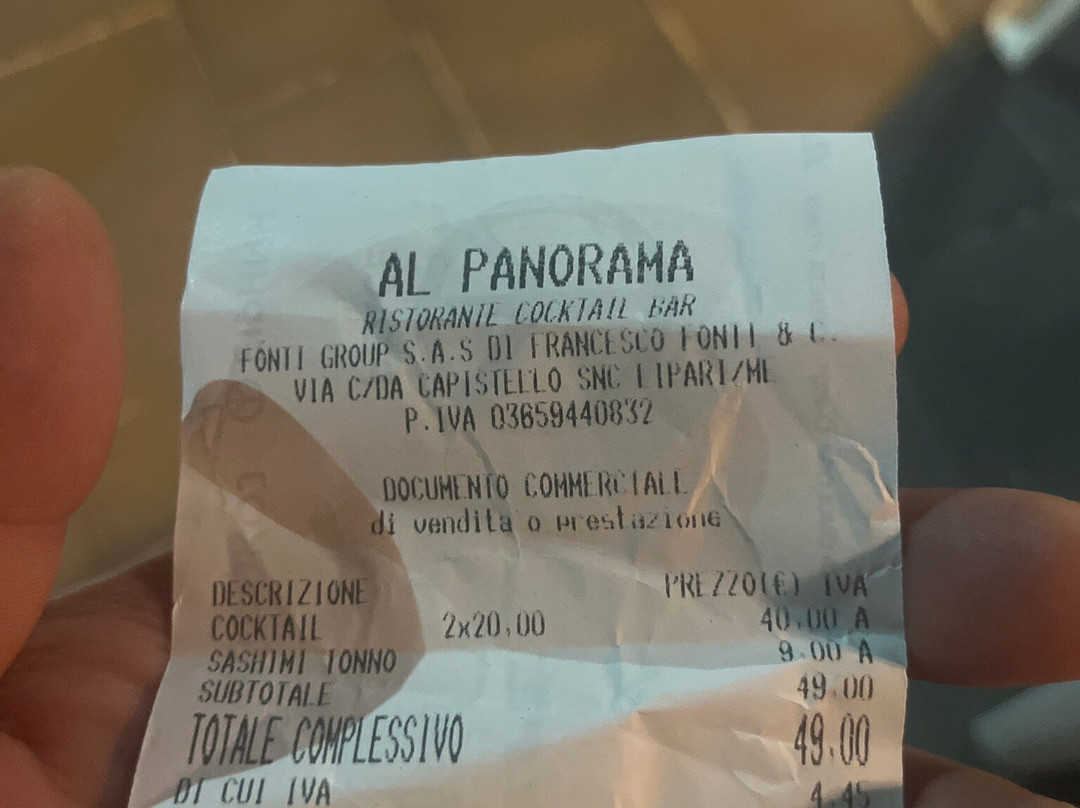 AL PANORAMA
RISTORANTE COCKTAIL BAR
FONTI GROUP S.A.S DI FRANCESCO FONTI & C.
VIA C/DA CAPISTELLO SNC LIPARI/ME
P.IVA 03659440832
DOCUMENTO COMMERCIALE
di vendita o prestazione
DESCRIZIONE PREZZO(€) IVA
COCKTAIL 2x20,00 40,00 A
SASHIMI TONNO 9,00 A
SUBTOTALE 49,00
TOTALE COMPLESSIVO 49,00
DI CUI IVA 4,45